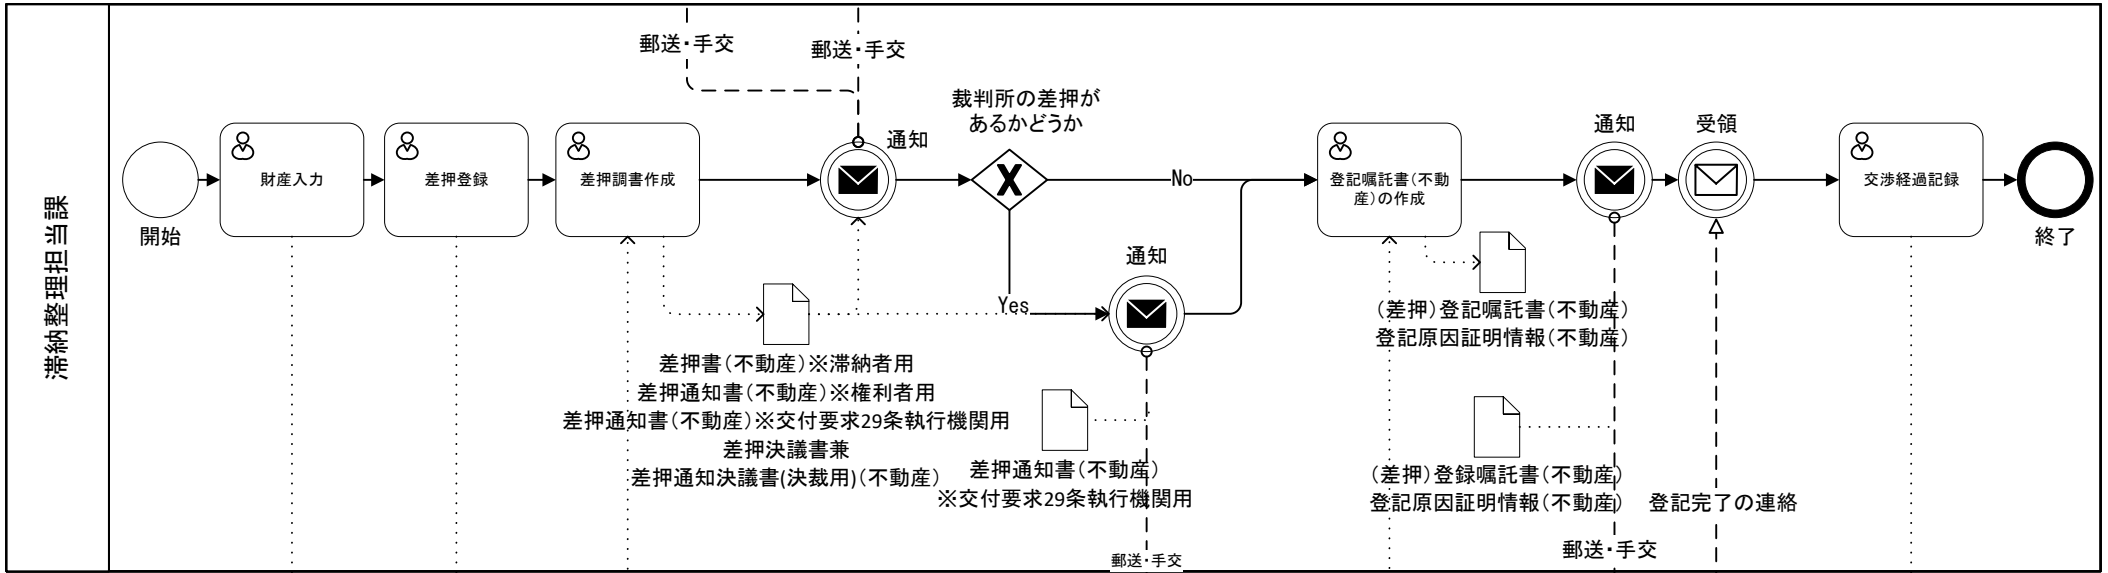 滞納整理担当課
開始
財産入力
差押登録
差押調書作成
郵送・手交
郵送・手交
通知
裁判所の差押が
あるかどうか
X
No
Yes
通知
差押書（不動産）※滞納者用
差押通知書（不動産）※権利者用
差押通知書（不動産）※交付要求29条執行機関用
差押決議書兼
差押通知決議書(決裁用)（不動産）
差押通知書（不動産）
※交付要求29条執行機関用
郵送・手交
登記嘱託書（不動
産）の作成
（差押）登記嘱託書（不動産）
登記原因証明情報（不動産）
（差押）登録嘱託書（不動産）
登記原因証明情報（不動産）
通知
郵送・手交
受領
登記完了の連絡
交渉経過記録
終了